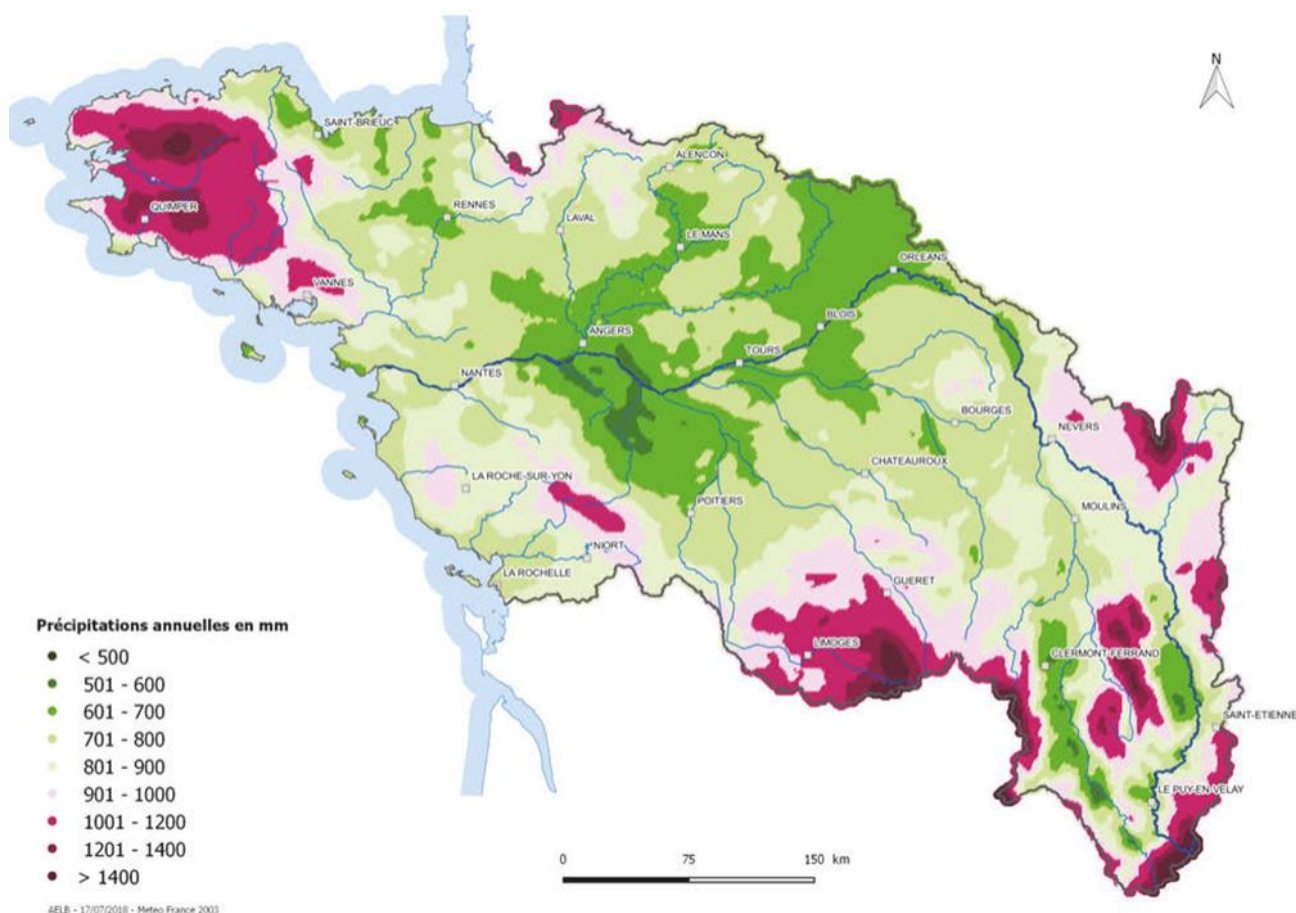 N
SAINT-BRIEUC
ALENCON
QUIMPER
RENNES
LAVAL
LE MANS
ORLEANS
VANNES
ANGERS
BLOIS
TOURS
NANTES
BOURGES
NEVERS
LA ROCHE-SUR-YON
CHATEAUROUX
POITIERS
MOULINS
NIORT
LA ROCHELLE
GUERET
LIMOGES
CLERMONT-FERRAND
SAINT-ETIENNE
LE PUY-EN-VELAY
Précipitations annuelles en mm
< 500
501 - 600
601 - 700
701 - 800
801 - 900
901 - 1000
1001 - 1200
1201 - 1400
> 1400
0 75 150 km
AELB - 17/07/2018 - Meteo France 2003